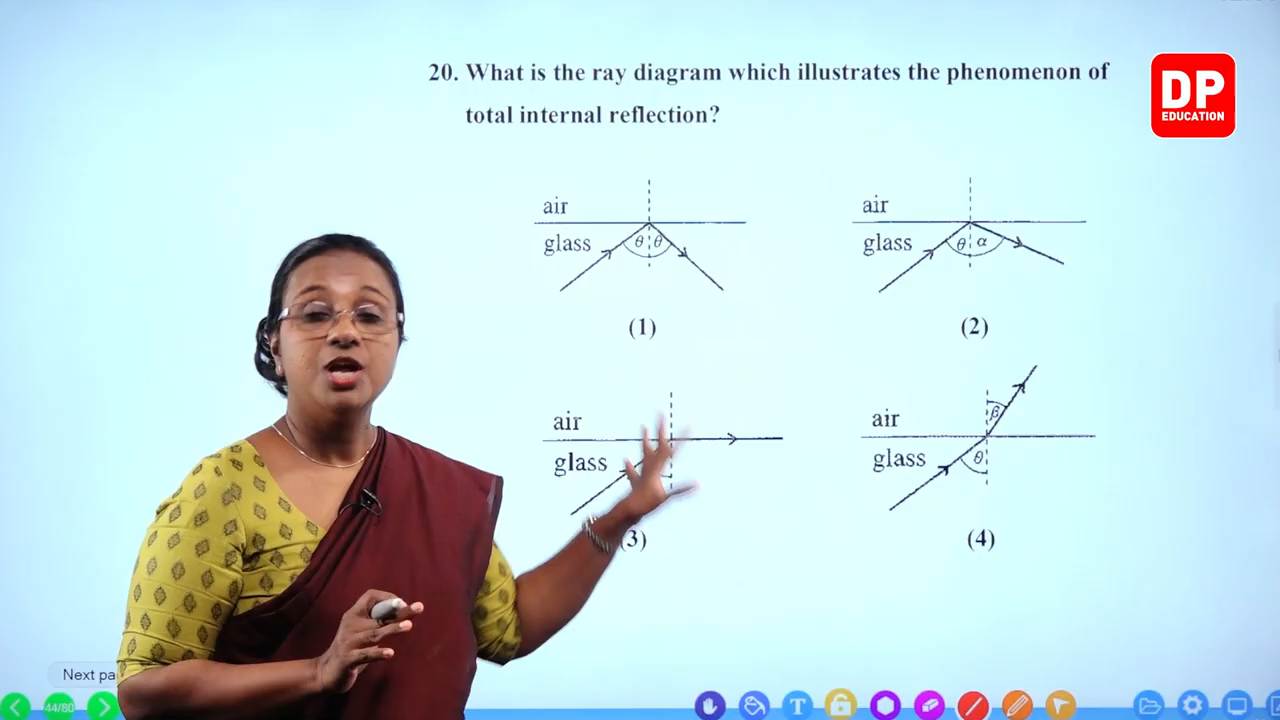 20. What is the ray diagram which illustrates the phenomenon of
total internal reflection?
DP
EDUCATION
air
glass
θ θ
(1)
air
glass
θ α
(2)
air
glass
(3)
air
glass
β
θ
(4)
Next pa
44/80
T